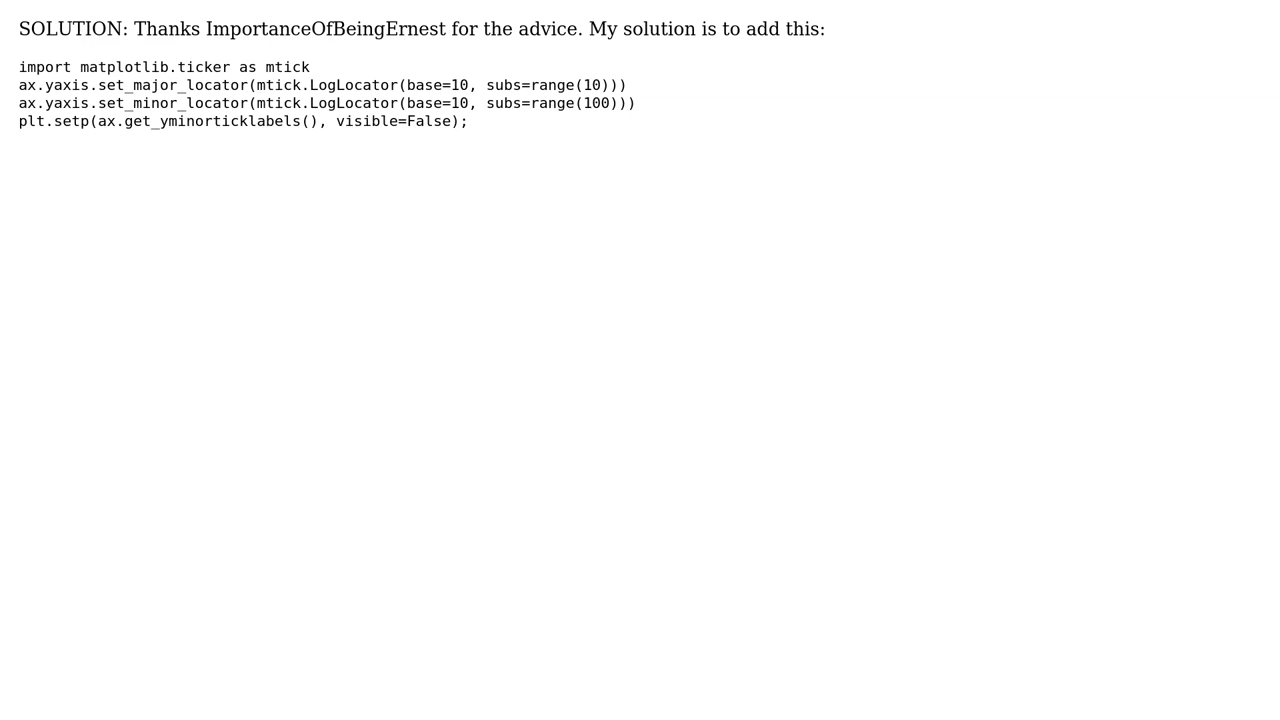 SOLUTION: Thanks ImportanceOfBeingErnest for the advice. My solution is to add this:
import matplotlib.ticker as mtick
ax.yaxis.set_major_locator(mtick.LogLocator(base=10, subs=range(10)))
ax.yaxis.set_minor_locator(mtick.LogLocator(base=10, subs=range(100)))
plt.setp(ax.get_yminorticklabels(), visible=False);